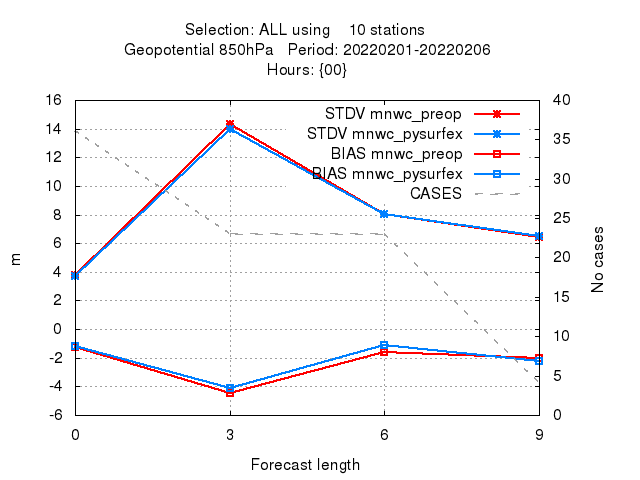 Selection: ALL using 10 stations
Geopotential 850hPa Period: 20220201-20220206
Hours: {00}
16 40
14 35
12 30
10 25
8 20
6 15
4 10
2 5
0 0
-2
-4
-6
STDV mnwc_preop
STDV mnwc_pysurfex
BIAS mnwc_preop
BIAS mnwc_pysurfex
CASES
m
No cases
0 3 6 9
Forecast length